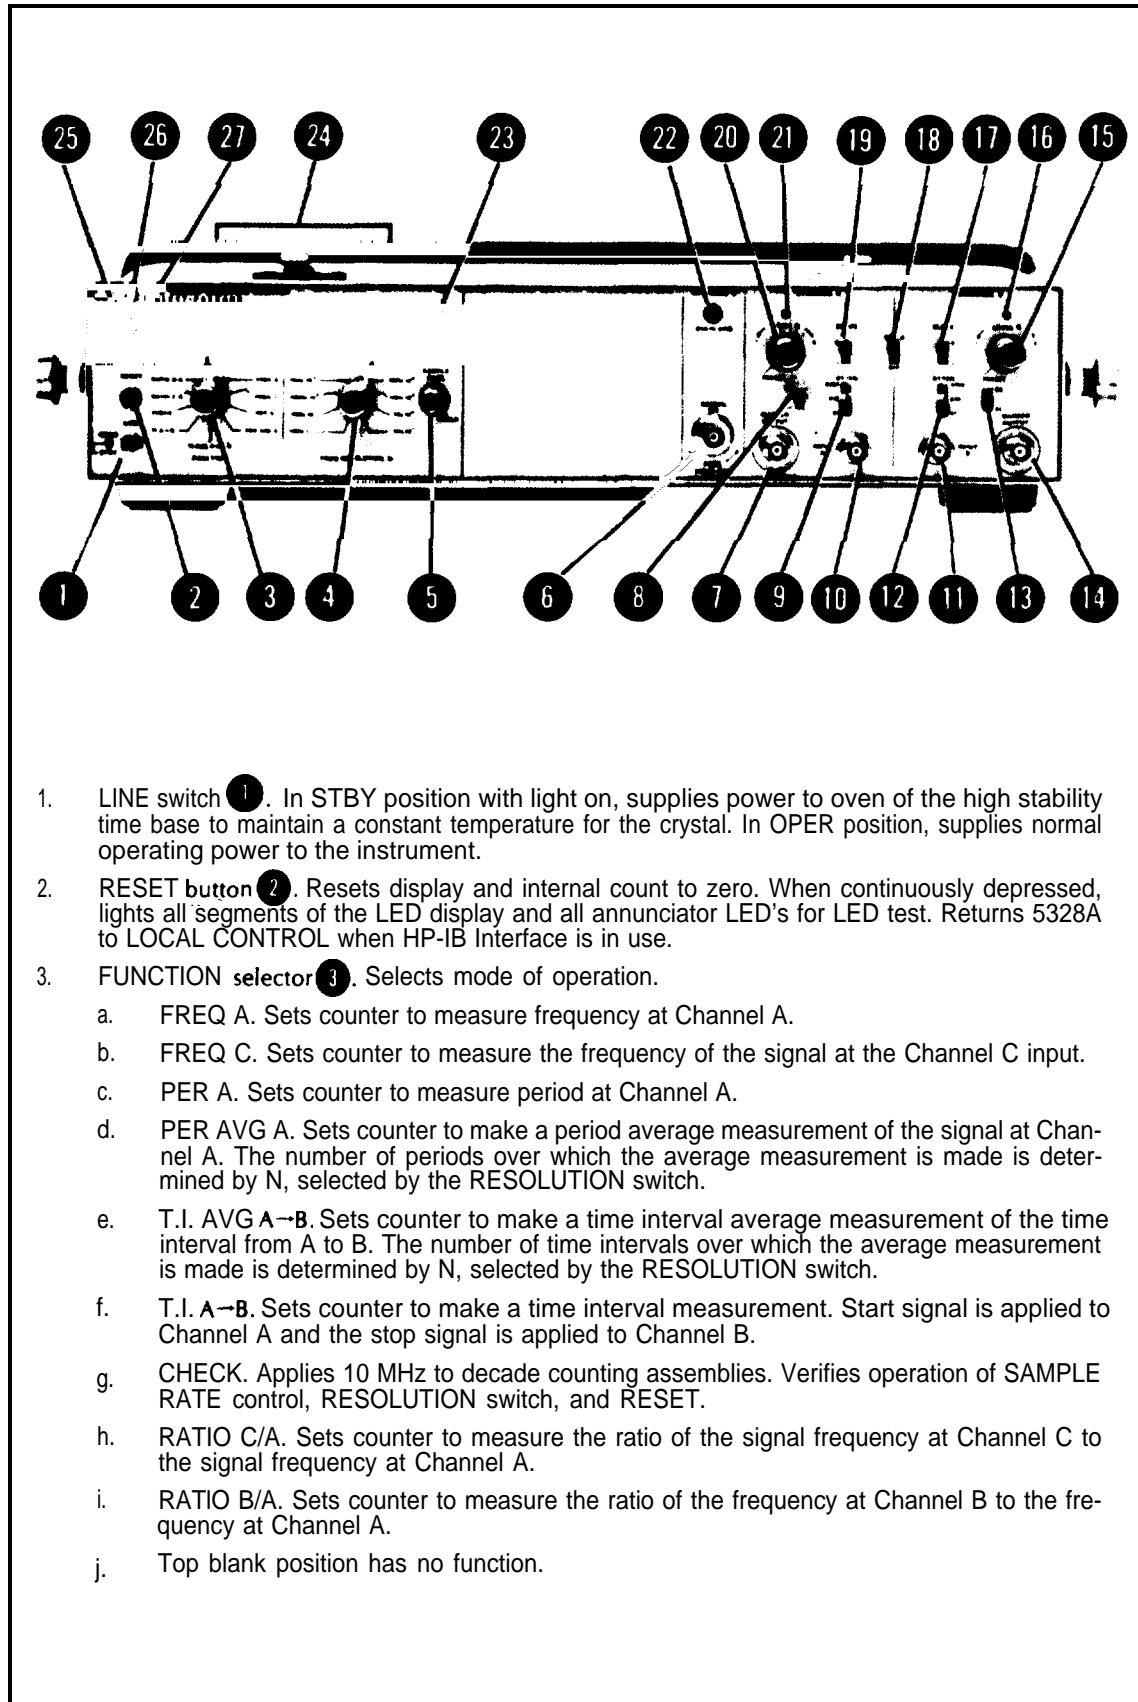 25 26 27 24 23 22 20 21 19 18 17 16 15
1 2 3 4 5 6 8 7 9 10 12 11 13 14
1. LINE switch 1. In STBY position with light on, supplies power to oven of the high stability
time base to maintain a constant temperature for the crystal. In OPER position, supplies normal
operating power to the instrument.
2. RESET button 2. Resets display and internal count to zero. When continuously depressed,
lights all segments of the LED display and all annunciator LED's for LED test. Returns 5328A
to LOCAL CONTROL when HP-IB Interface is in use.
3. FUNCTION selector 3. Selects mode of operation.
a. FREQ A. Sets counter to measure frequency at Channel A.
b. FREQ C. Sets counter to measure the frequency of the signal at the Channel C input.
c. PER A. Sets counter to measure period at Channel A.
d. PER AVG A. Sets counter to make a period average measurement of the signal at Chan-
nel A. The number of periods over which the average measurement is made is deter-
mined by N, selected by the RESOLUTION switch.
e. T.I. AVG A→B. Sets counter to make a time interval average measurement of the time
interval from A to B. The number of time intervals over which the average measurement
is made is determined by N, selected by the RESOLUTION switch.
f. T.I. A→B. Sets counter to make a time interval measurement. Start signal is applied to
Channel A and the stop signal is applied to Channel B.
g. CHECK. Applies 10 MHz to decade counting assemblies. Verifies operation of SAMPLE
RATE control, RESOLUTION switch, and RESET.
h. RATIO C/A. Sets counter to measure the ratio of the signal frequency at Channel C to
the signal frequency at Channel A.
i. RATIO B/A. Sets counter to measure the ratio of the frequency at Channel B to the fre-
quency at Channel A.
j. Top blank position has no function.